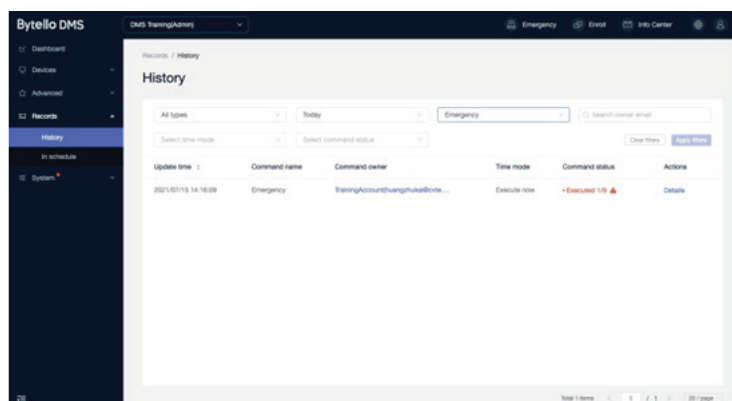 Bytello DMS
DMS Training(Admin)
Emergency
Enroll
Info Center
Dashboard
Devices
Advanced
Records
History
In schedule
System
Records / History
History
All types
Today
Emergency
Search owner email
Select time mode
Select command status
Clear filters
Apply filters
Update time
Command name
Command owner
Time mode
Command status
Actions
2021/07/15 14:18:09
Emergency
TrainingAccount(huangzhukai@cvte....
Execute now
• Executed 1/9
Details
Total 1 items
1 / 1
20 / page